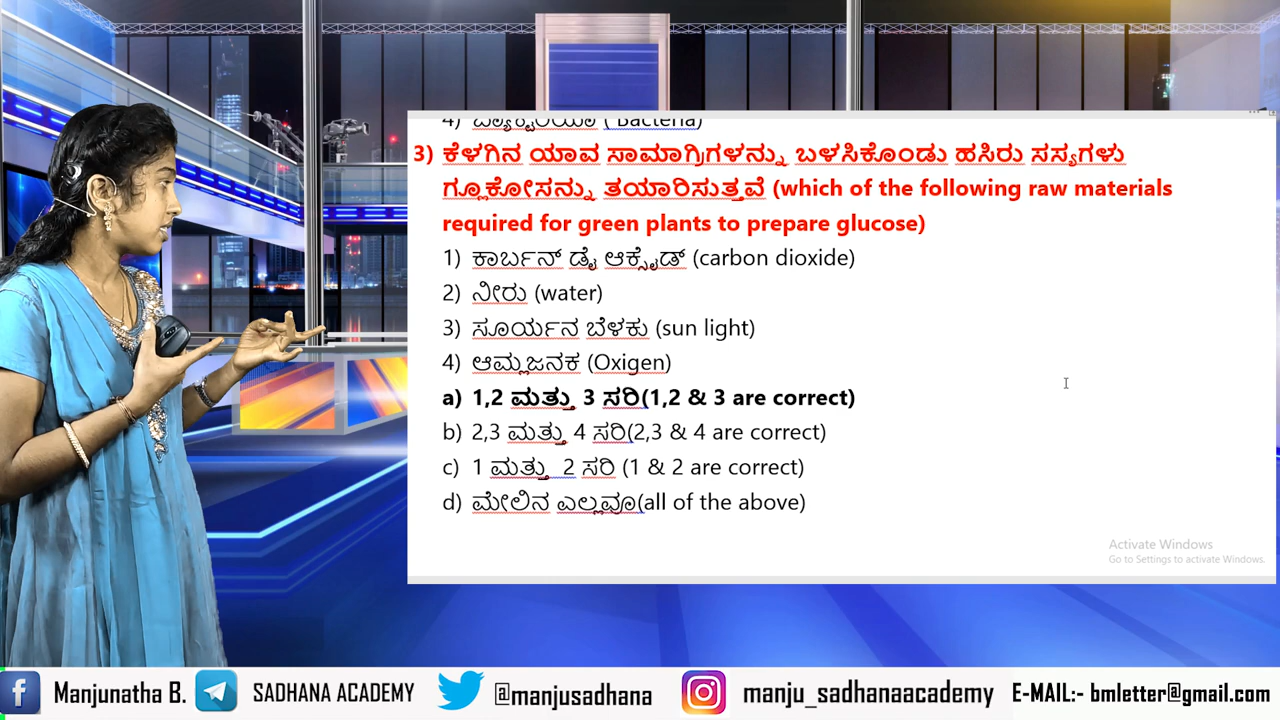 4) ಬ್ಯಾಕ್ಟೀರಿಯಾ ( Bacteria)
3) ಕೆಳಗಿನ ಯಾವ ಸಾಮಾಗ್ರಿಗಳನ್ನು ಬಳಸಿಕೊಂಡು ಹಸಿರು ಸಸ್ಯಗಳು
ಗ್ಲೂಕೋಸನ್ನು ತಯಾರಿಸುತ್ತವೆ (which of the following raw materials
required for green plants to prepare glucose)
1) ಕಾರ್ಬನ್ ಡೈ ಆಕ್ಸೈಡ್ (carbon dioxide)
2) ನೀರು (water)
3) ಸೂರ್ಯನ ಬೆಳಕು (sun light)
4) ಆಮ್ಲಜನಕ (Oxigen)
a) 1,2 ಮತ್ತು 3 ಸರಿ(1,2 & 3 are correct)
b) 2,3 ಮತ್ತು 4 ಸರಿ(2,3 & 4 are correct)
c) 1 ಮತ್ತು 2 ಸರಿ (1 & 2 are correct)
d) ಮೇಲಿನ ಎಲ್ಲವೂ(all of the above)
Activate Windows
Go to Settings to activate Windows.
Manjunatha B. SADHANA ACADEMY @manjusadhana manju_sadhanaacademy E-MAIL:- bmletter@gmail.com